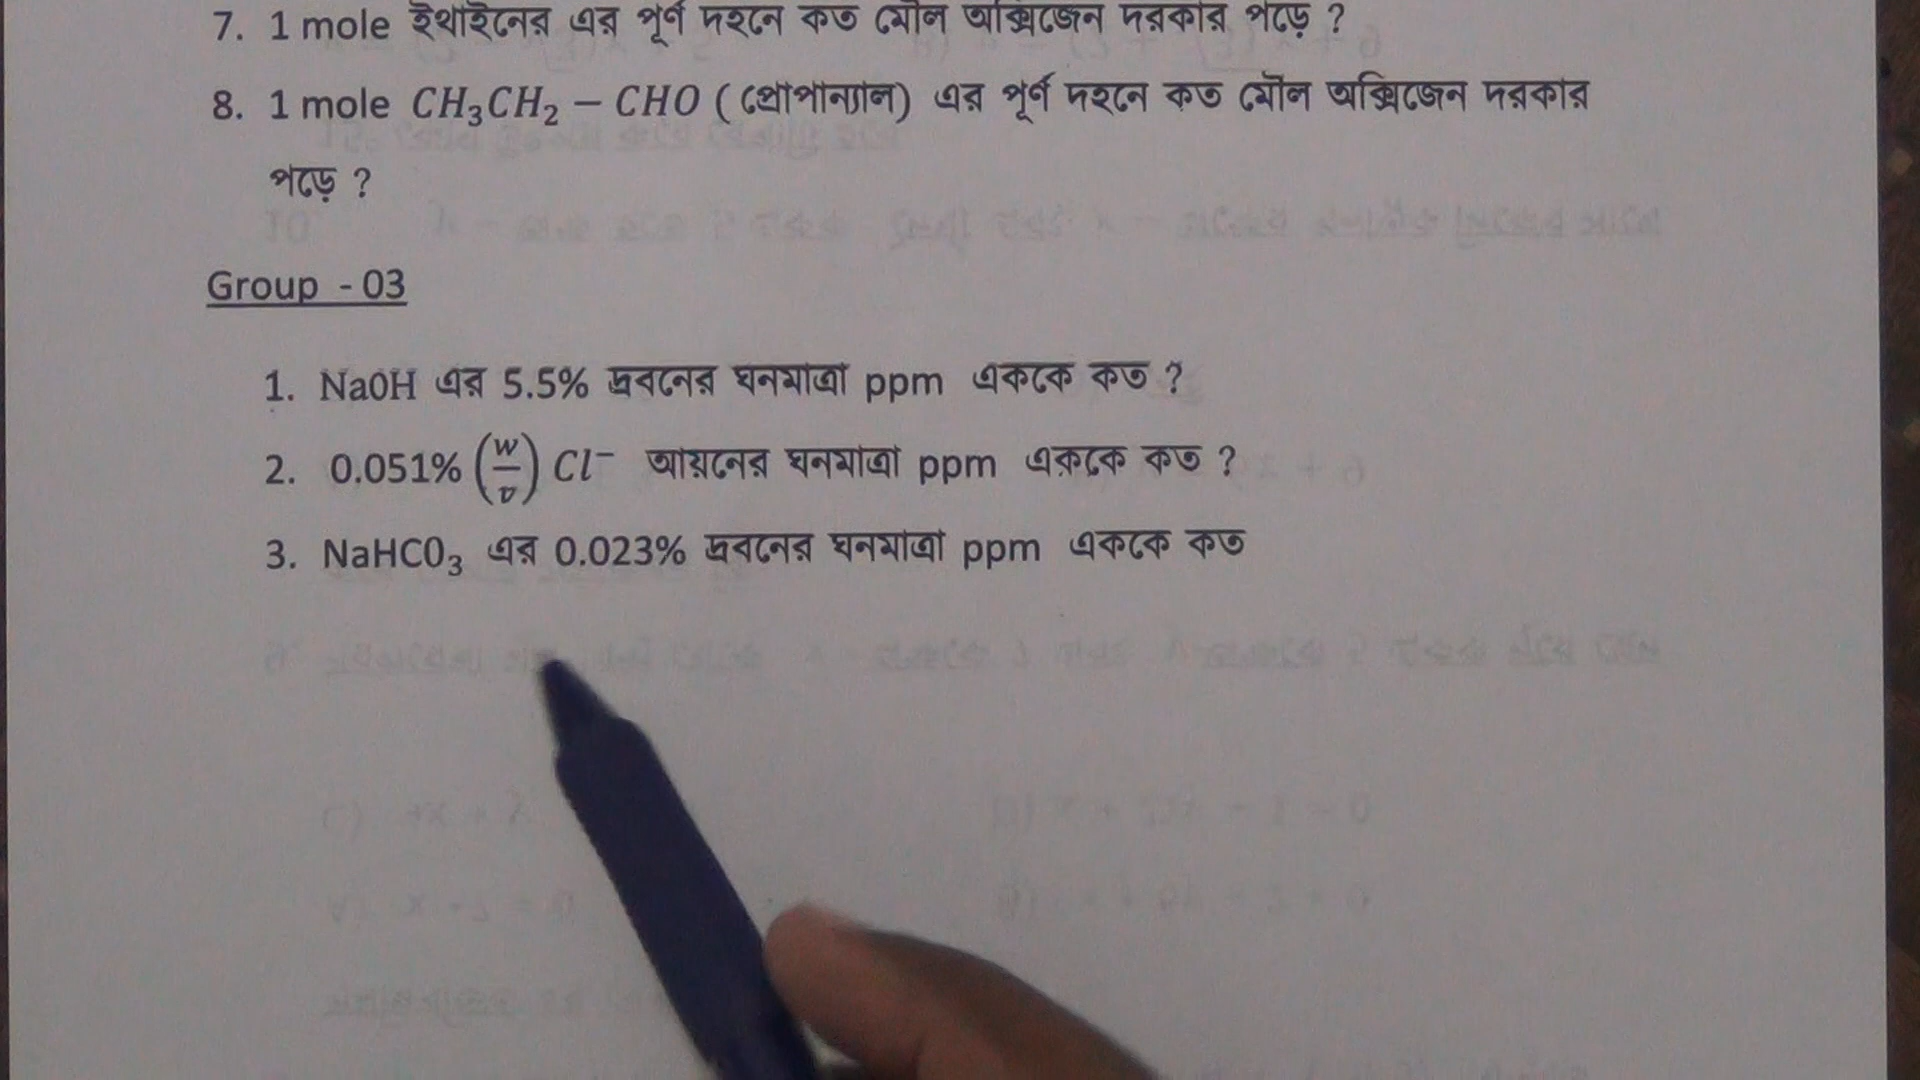 7. 1 mole ইথাইনের এর পূর্ণ দহনে কত মোল অক্সিজেন দরকার পড়ে ?
8. 1 mole CH₃CH₂ − CHO ( প্রোপান্যাল) এর পূর্ণ দহনে কত মোল অক্সিজেন দরকার
পড়ে ?
Group - 03
1. NaOH এর 5.5% দ্রবনের ঘনমাত্রা ppm এককে কত ?
2. 0.051% (w/v) Cl⁻ আয়নের ঘনমাত্রা ppm এককে কত ?
3. NaHCO₃ এর 0.023% দ্রবনের ঘনমাত্রা ppm এককে কত